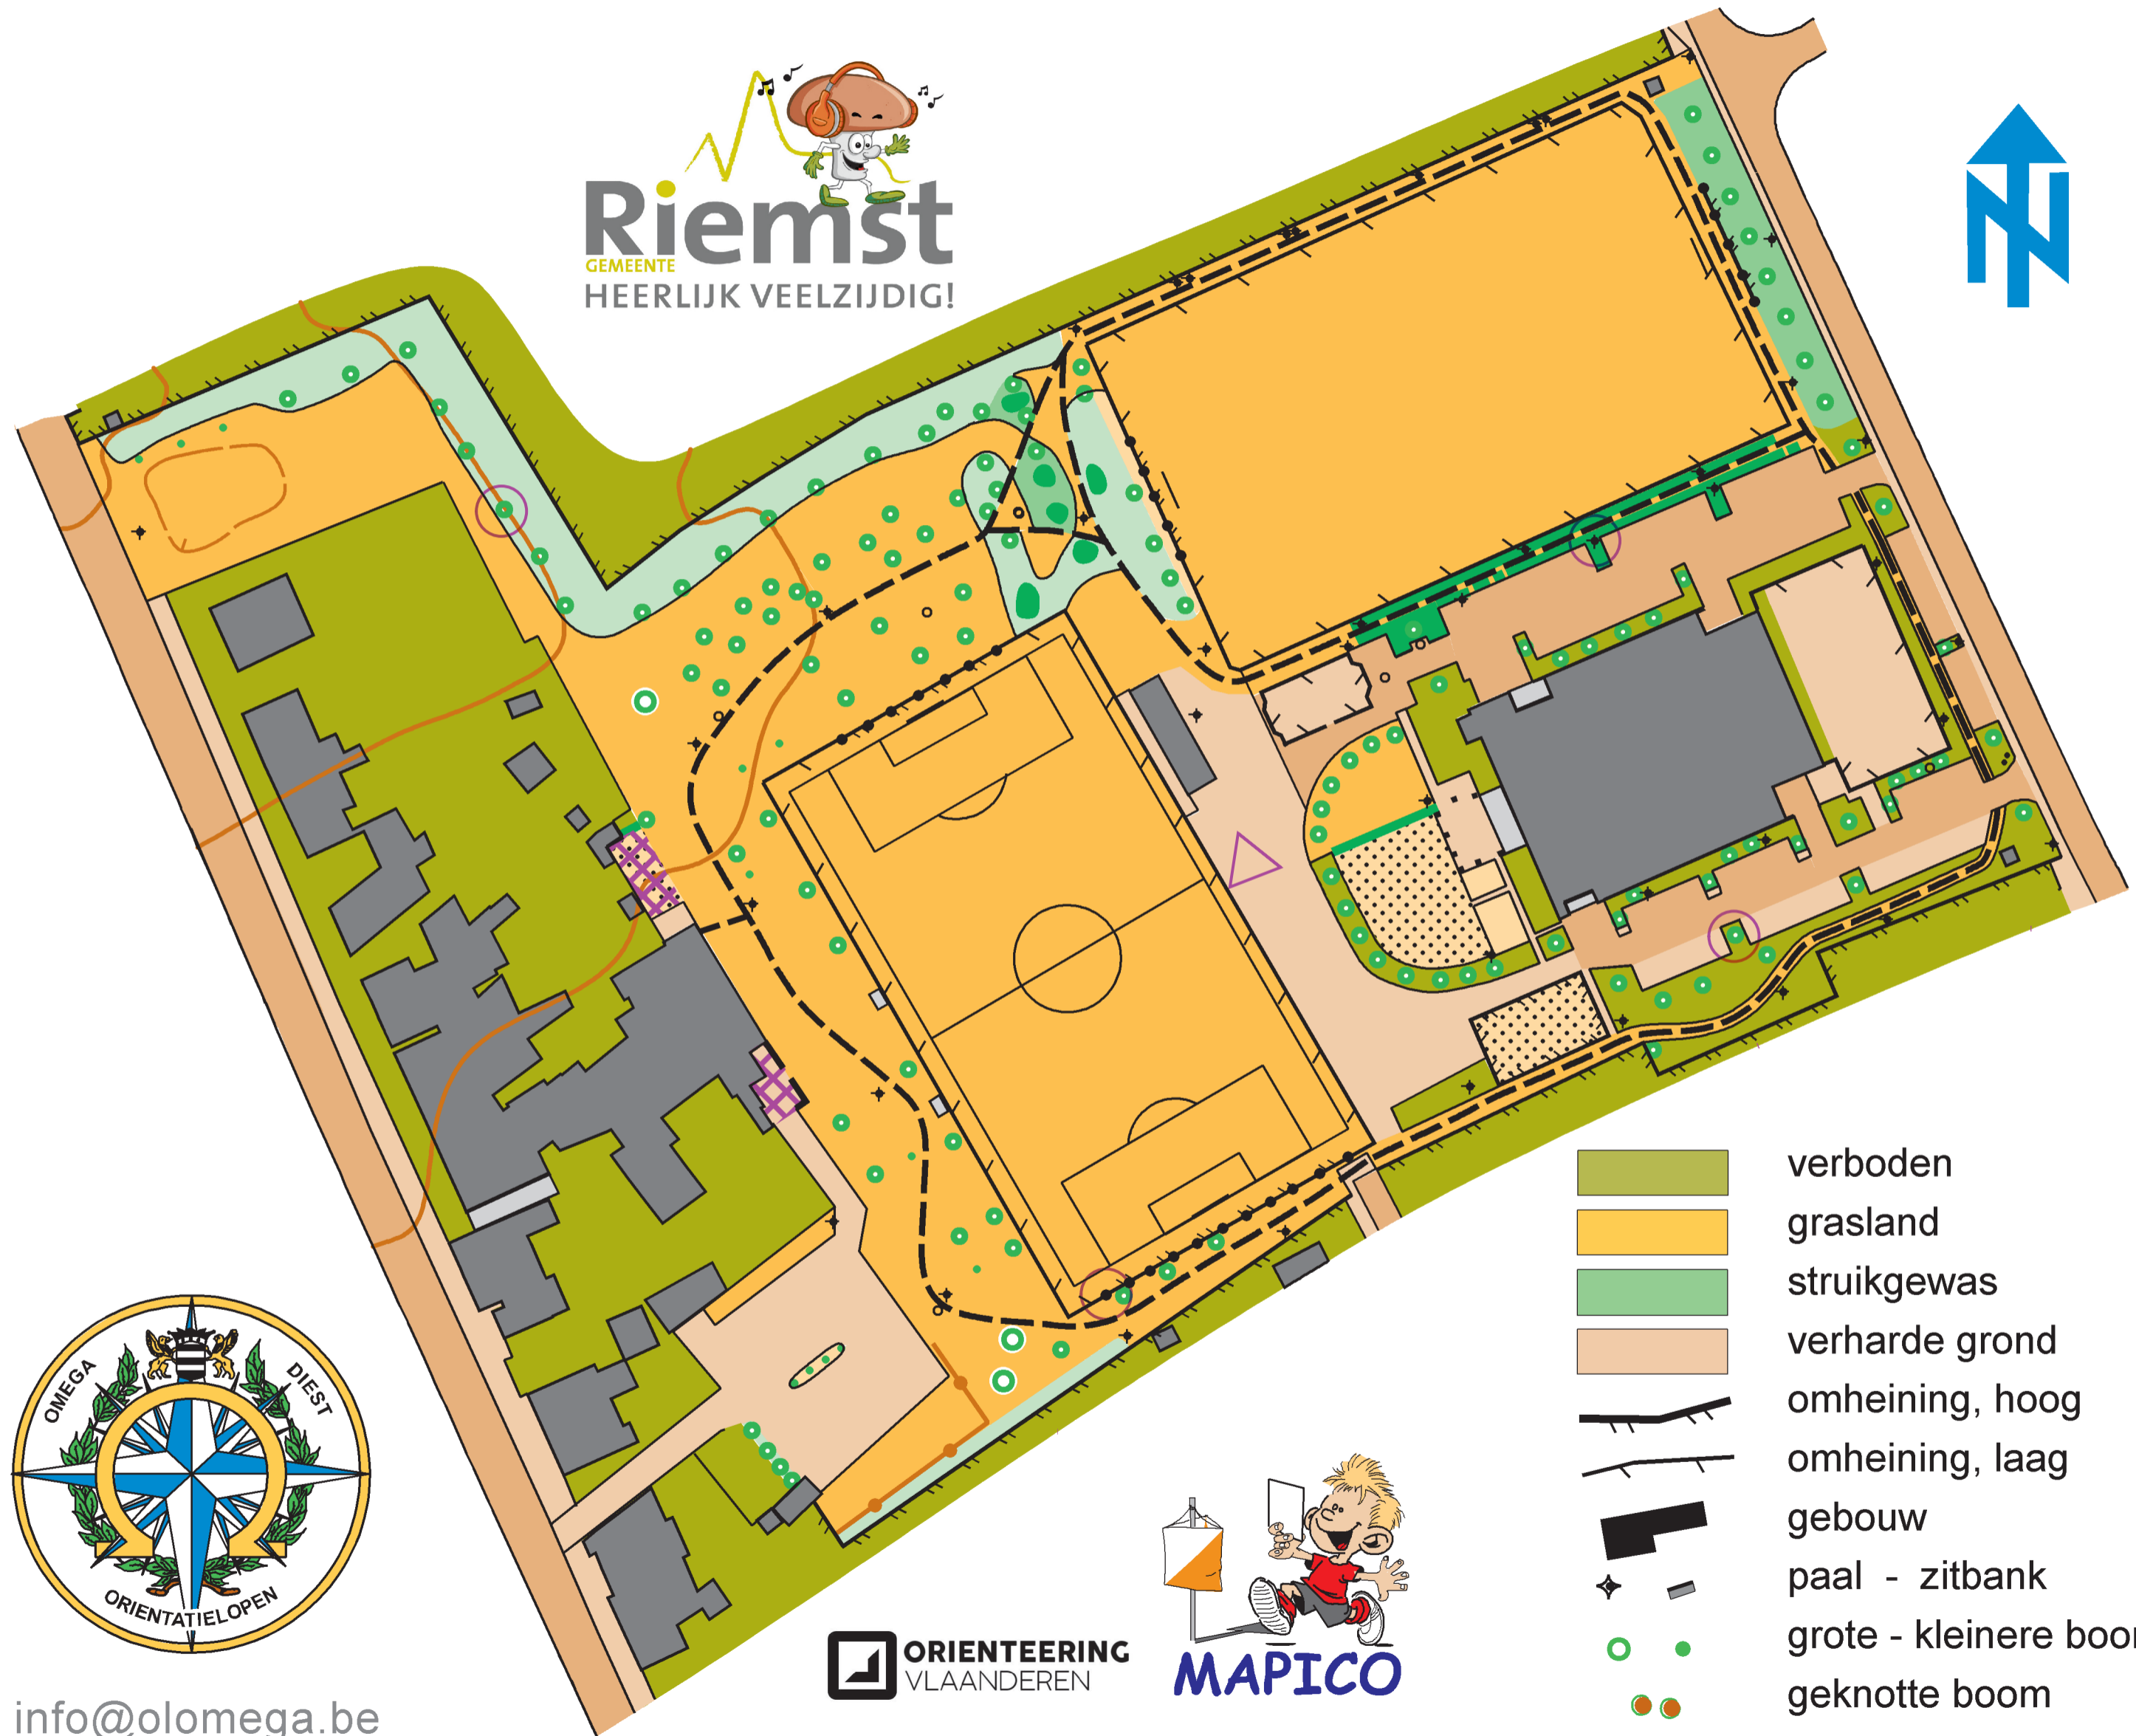 Riemst
GEMEENTE
HEERLIJK VEELZIJDIG!
N
verboden
grasland
struikgewas
verharde grond
omheining, hoog
omheining, laag
gebouw
paal - zitbank
grote - kleinere boom
geknotte boom
OMEGA DIEST
ORIENTATIELOPEN
ORIENTEERING
VLAANDEREN
MAPICO
info@olomega.be